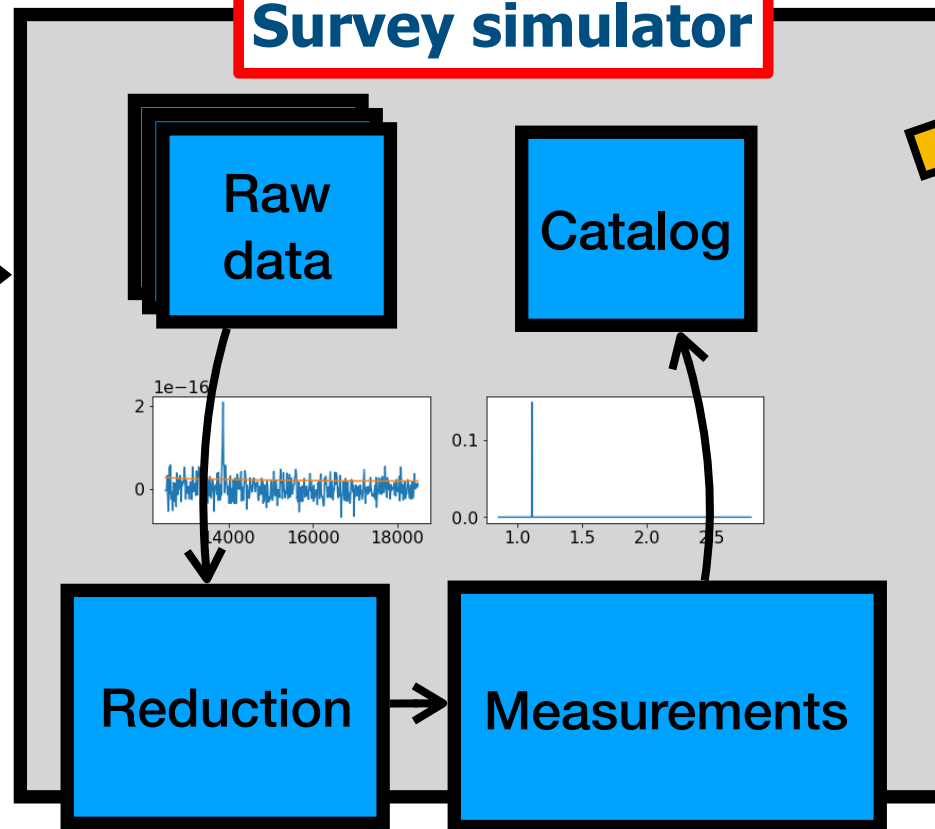 Survey simulator
Raw
data
Catalog
1e−16
2
0
14000 16000 18000
0.1
0.0
1.0 1.5 2.0 2.5
Reduction
Measurements